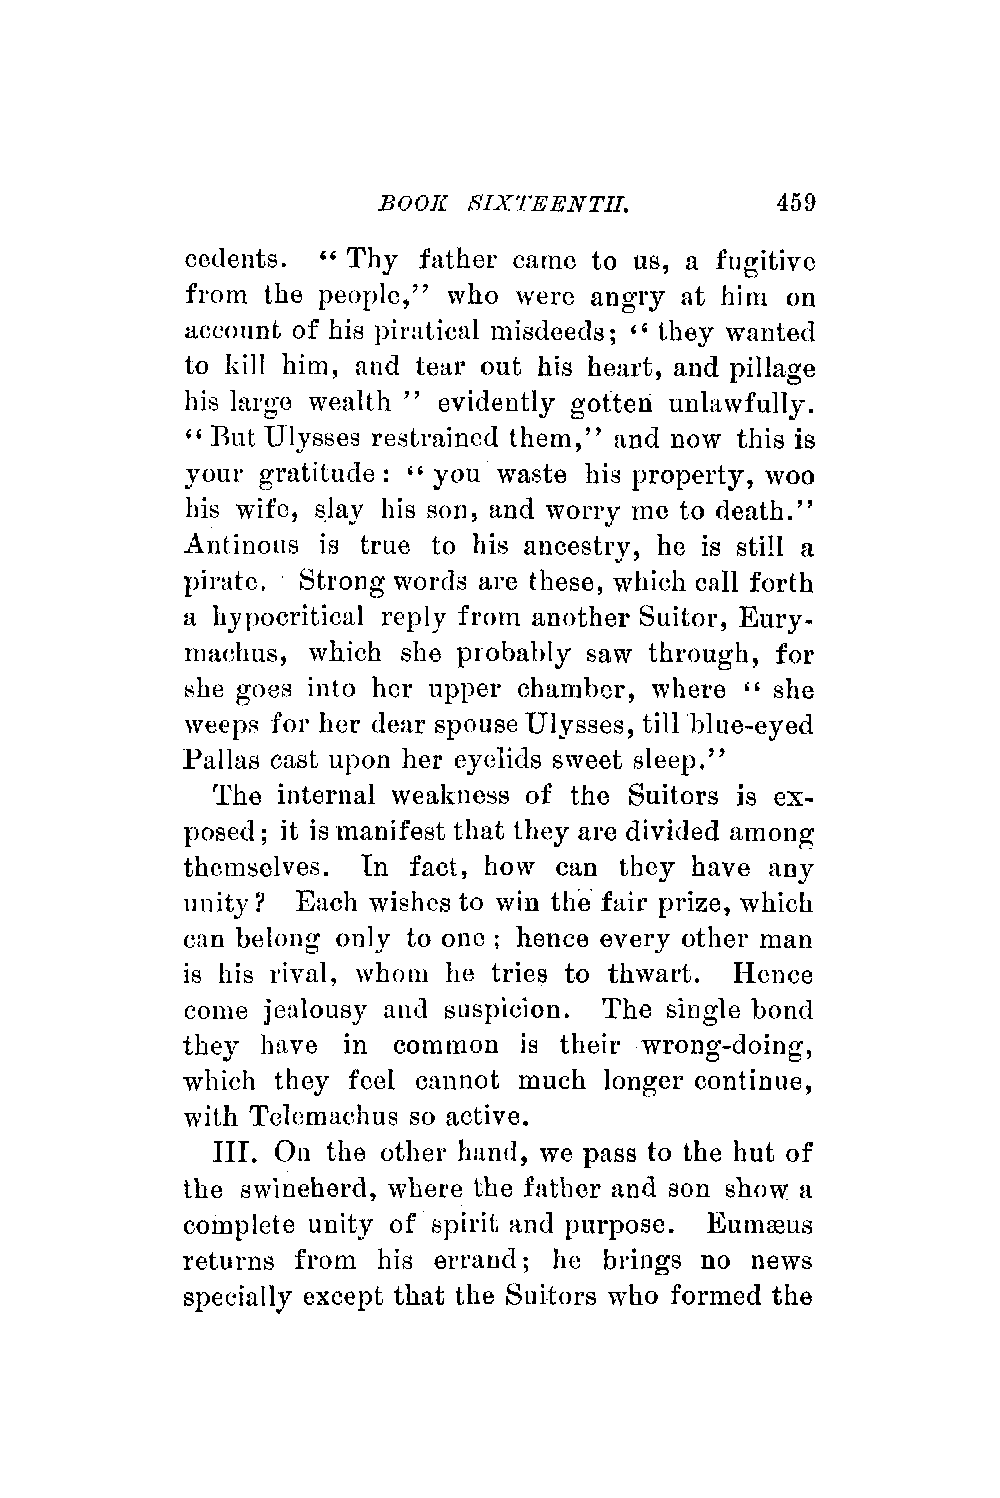 BOOK SIXTEENTH. 459
cedents. “ Thy father came to us, a fugitive
from the people,” who were angry at him on
account of his piratical misdeeds; “ they wanted
to kill him, and tear out his heart, and pillage
his large wealth ” evidently gotten unlawfully.
“ But Ulysses restrained them,” and now this is
your gratitude : “ you waste his property, woo
his wife, slay his son, and worry me to death.”
Antinous is true to his ancestry, he is still a
pirate. Strong words are these, which call forth
a hypocritical reply from another Suitor, Eury-
machus, which she probably saw through, for
she goes into her upper chamber, where “ she
weeps for her dear spouse Ulysses, till blue-eyed
Pallas cast upon her eyelids sweet sleep.”
The internal weakness of the Suitors is ex-
posed; it is manifest that they are divided among
themselves. In fact, how can they have any
unity? Each wishes to win the fair prize, which
can belong only to one ; hence every other man
is his rival, whom he tries to thwart. Hence
come jealousy and suspicion. The single bond
they have in common is their wrong-doing,
which they feel cannot much longer continue,
with Telemachus so active.
III. On the other hand, we pass to the hut of
the swineherd, where the father and son show a
complete unity of spirit and purpose. Eumæus
returns from his errand; he brings no news
specially except that the Suitors who formed the